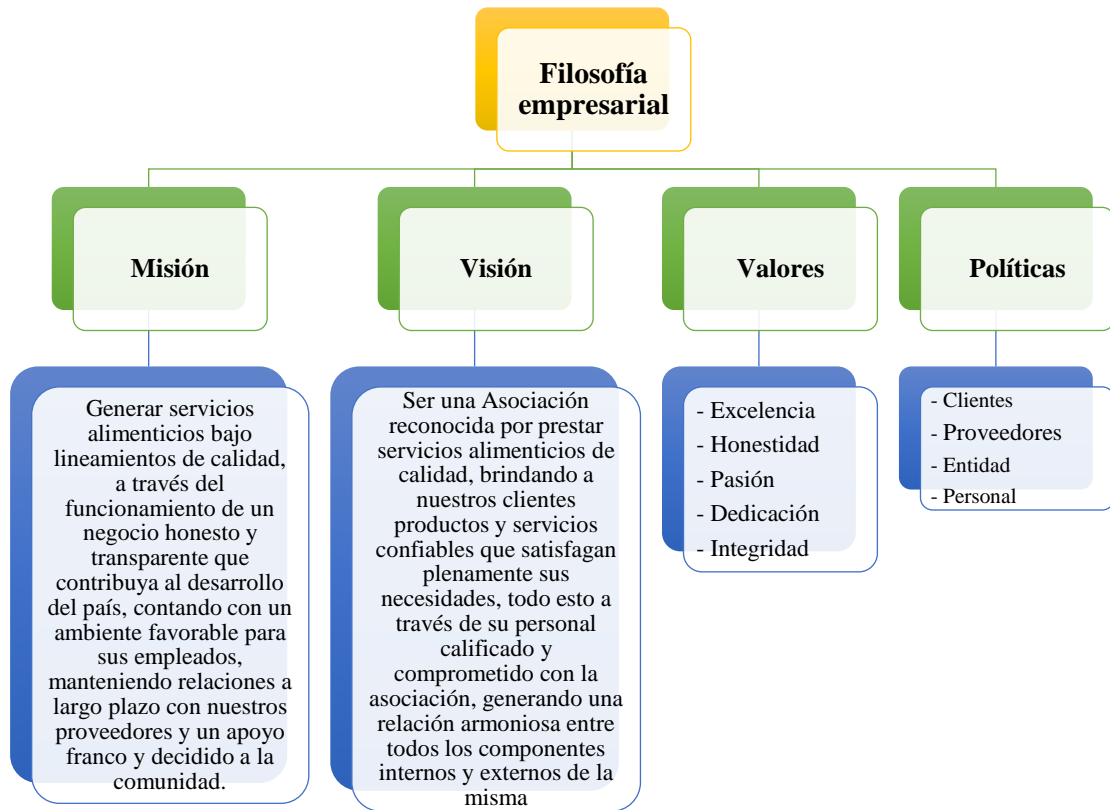 Filosofía
empresarial
Misión
Visión
Valores
Políticas
Generar servicios
alimenticios bajo
lineamientos de calidad,
a través del
funcionamiento de un
negocio honesto y
transparente que
contribuya al desarrollo
del país, contando con un
ambiente favorable para
sus empleados,
manteniendo relaciones a
largo plazo con nuestros
proveedores y un apoyo
franco y decidido a la
comunidad.
Ser una Asociación
reconocida por prestar
servicios alimenticios de
calidad, brindando a
nuestros clientes
productos y servicios
confiables que satisfagan
plenamente sus
necesidades, todo esto a
través de su personal
calificado y
comprometido con la
asociación, generando una
relación armoniosa entre
todos los componentes
internos y externos de la
misma
- Excelencia
- Honestidad
- Pasión
- Dedicación
- Integridad
- Clientes
- Proveedores
- Entidad
- Personal